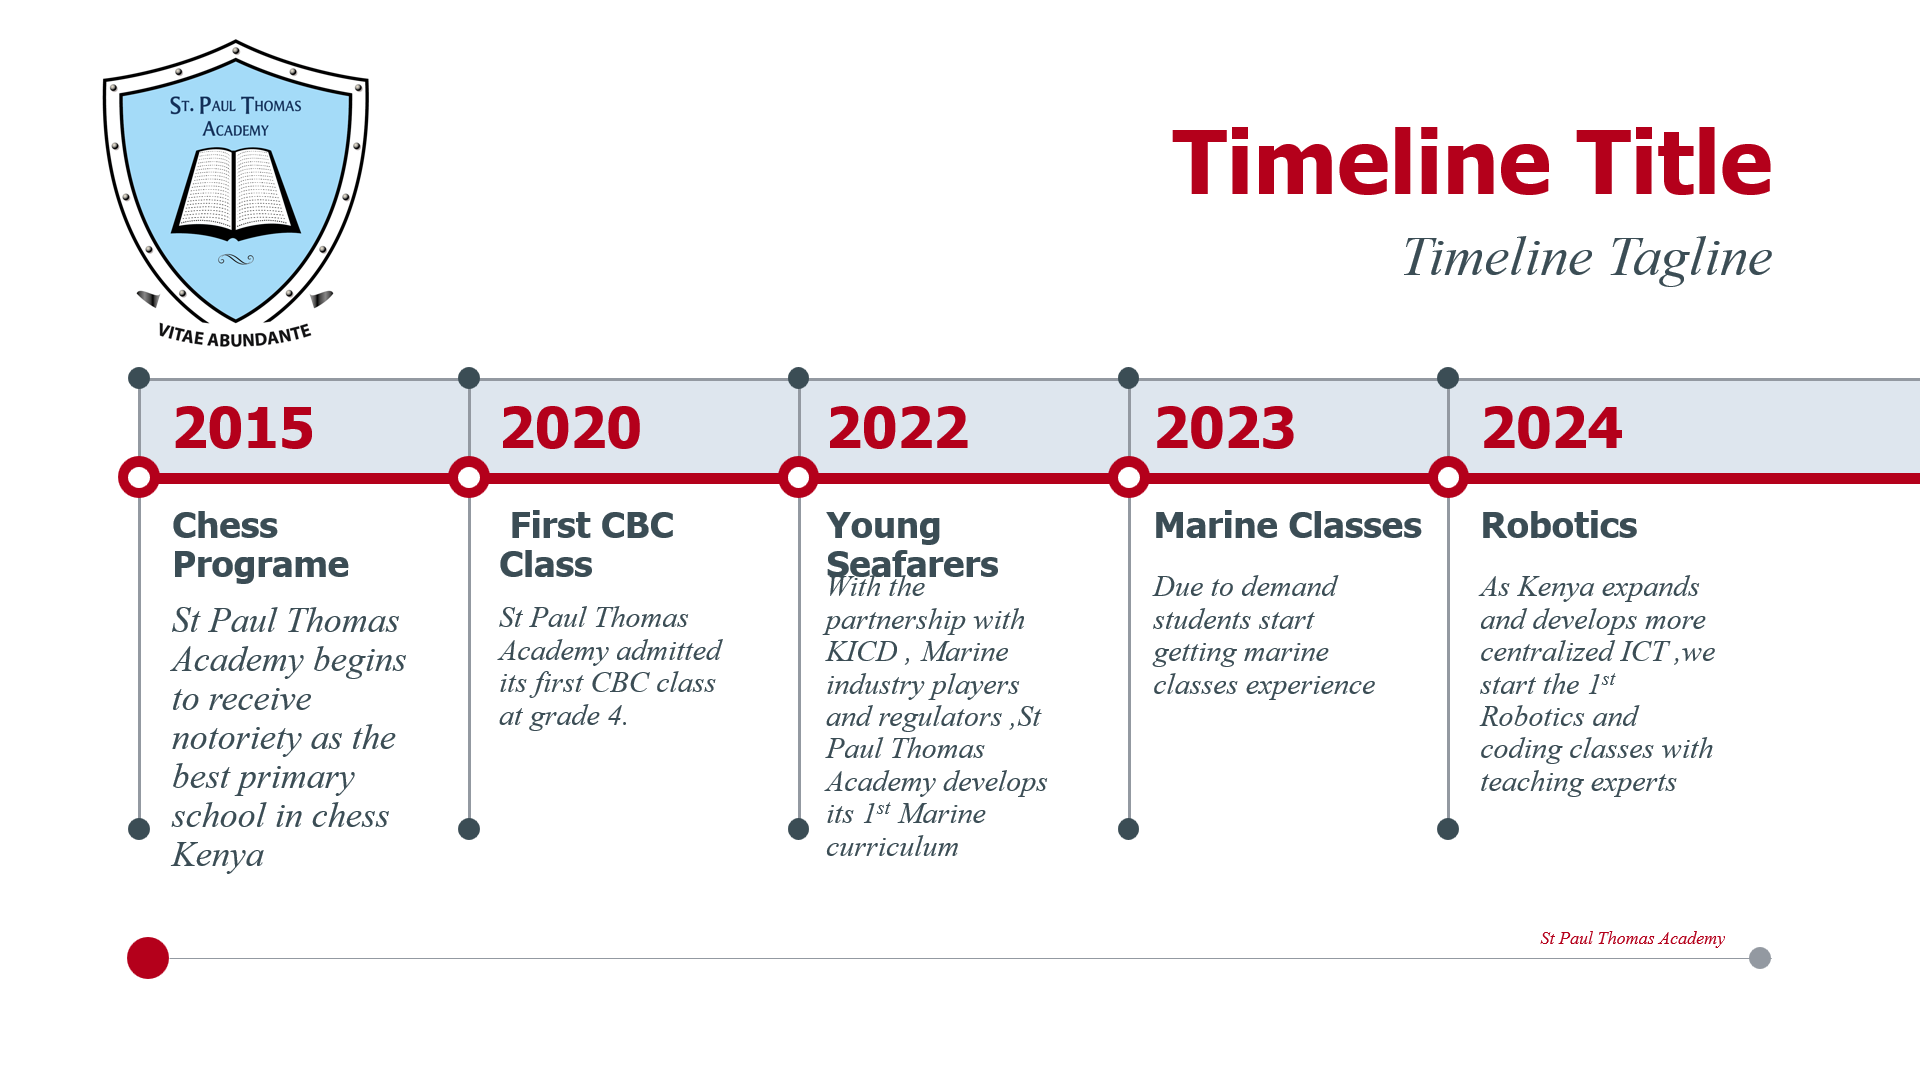 St. Paul Thomas
Academy
VITAE ABUNDANTE
Timeline Title
Timeline Tagline
2015
2020
2022
2023
2024
Chess
Programe
St Paul Thomas
Academy begins
to receive
notoriety as the
best primary
school in chess
Kenya
First CBC
Class
St Paul Thomas
Academy admitted
its first CBC class
at grade 4.
Young
Seafarers
With the
partnership with
KICD , Marine
industry players
and regulators ,St
Paul Thomas
Academy develops
its 1st Marine
curriculum
Marine Classes
Due to demand
students start
getting marine
classes experience
Robotics
As Kenya expands
and develops more
centralized ICT ,we
start the 1st
Robotics and
coding classes with
teaching experts
St Paul Thomas Academy